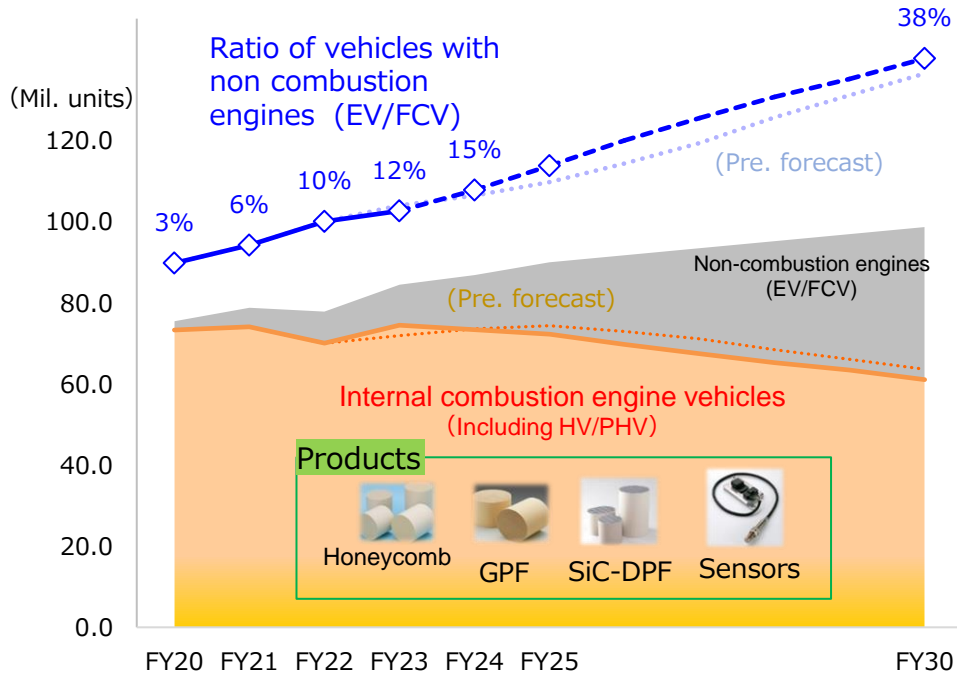 38%
Ratio of vehicles with
non combustion
engines (EV/FCV)
（Mil. units）
120.0
15%
12%
(Pre. forecast)
10%
6%
3%
100.0
Non-combustion engines
(EV/FCV)
80.0
(Pre. forecast)
60.0
Internal combustion engine vehicles
（Including HV/PHV）
Products
40.0
Honeycomb
GPF
SiC-DPF
Sensors
20.0
0.0
FY20 FY21 FY22 FY23 FY24 FY25 FY30